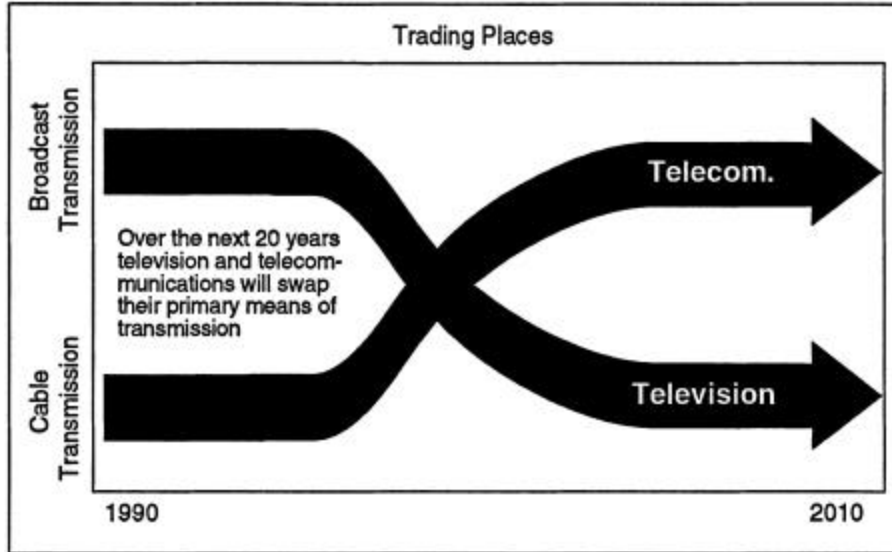 Trading Places
Broadcast
Transmission
Telecom.
Over the next 20 years
television and telecom-
munications will swap
their primary means of
transmission
Cable
Transmission
Television
1990
2010